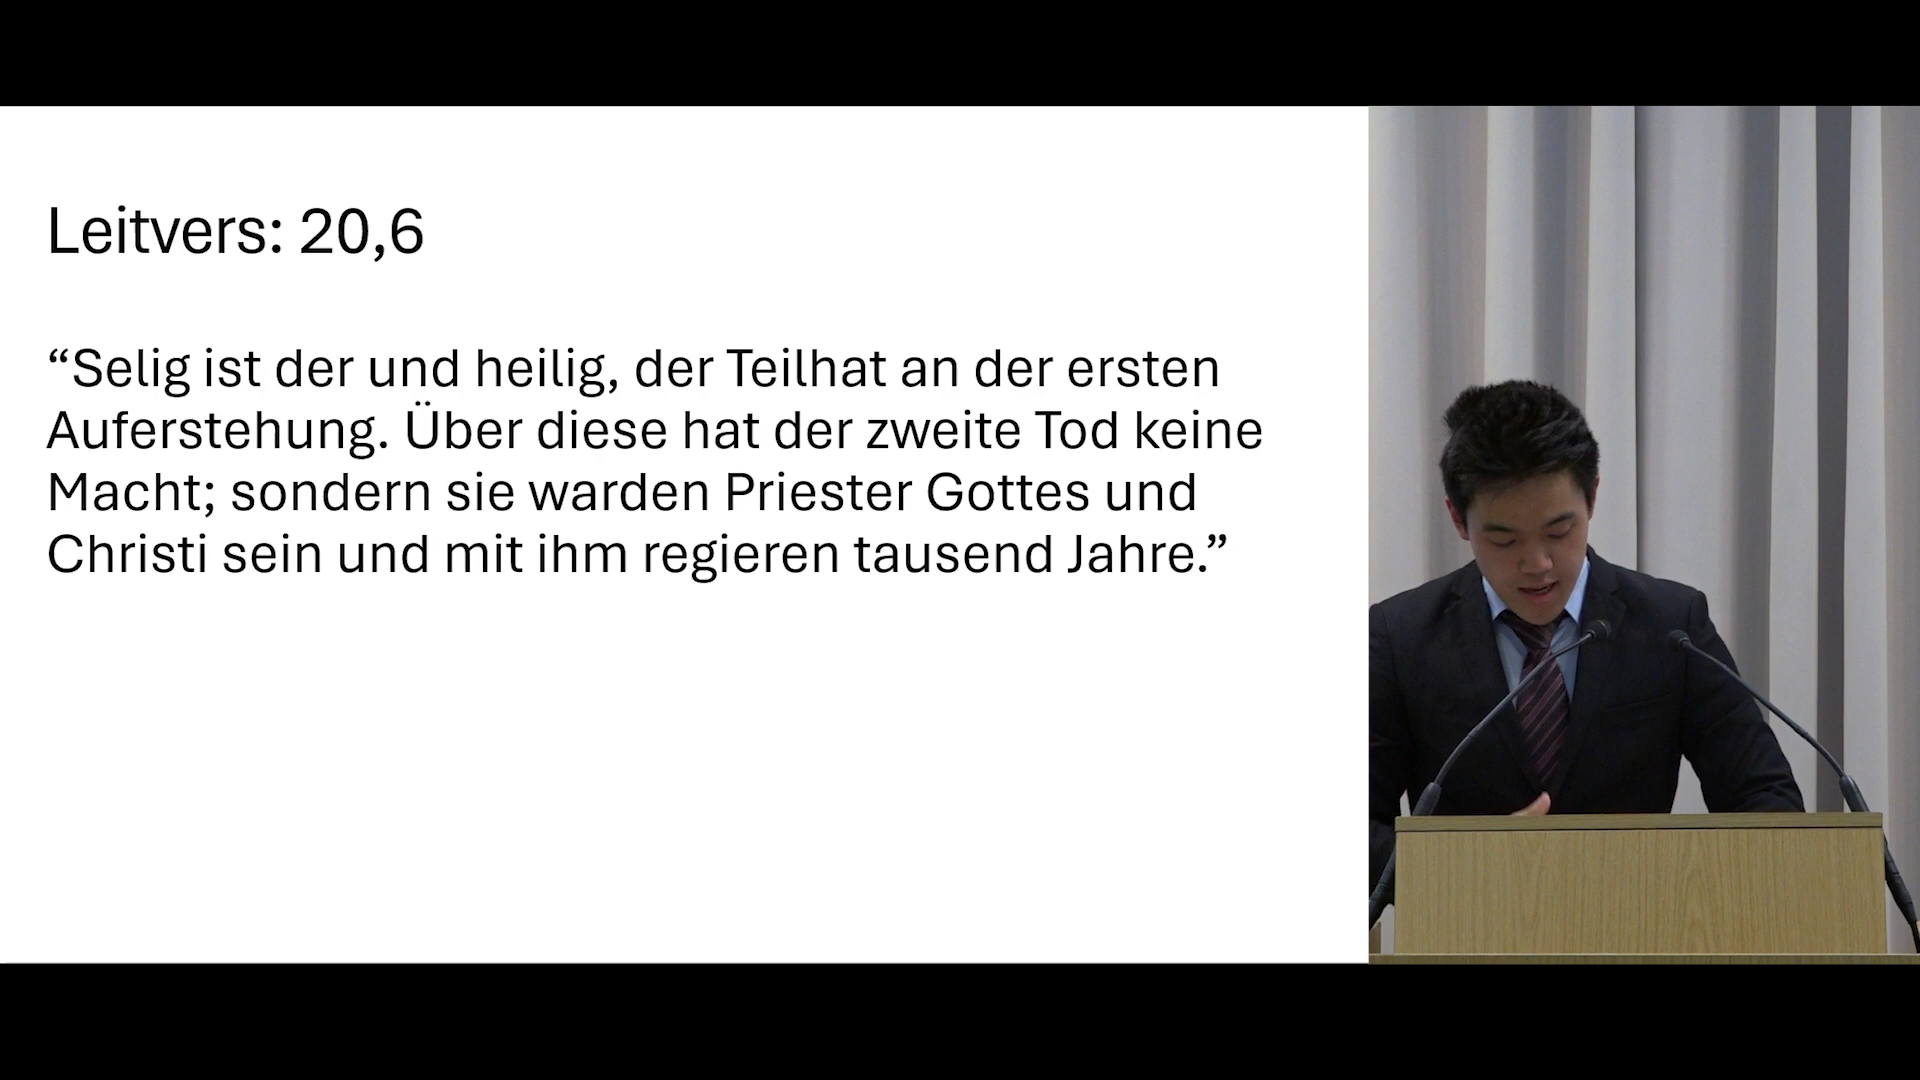 Leitvers: 20,6
“Selig ist der und heilig, der Teilhat an der ersten
Auferstehung. Über diese hat der zweite Tod keine
Macht; sondern sie warden Priester Gottes und
Christi sein und mit ihm regieren tausend Jahre.”